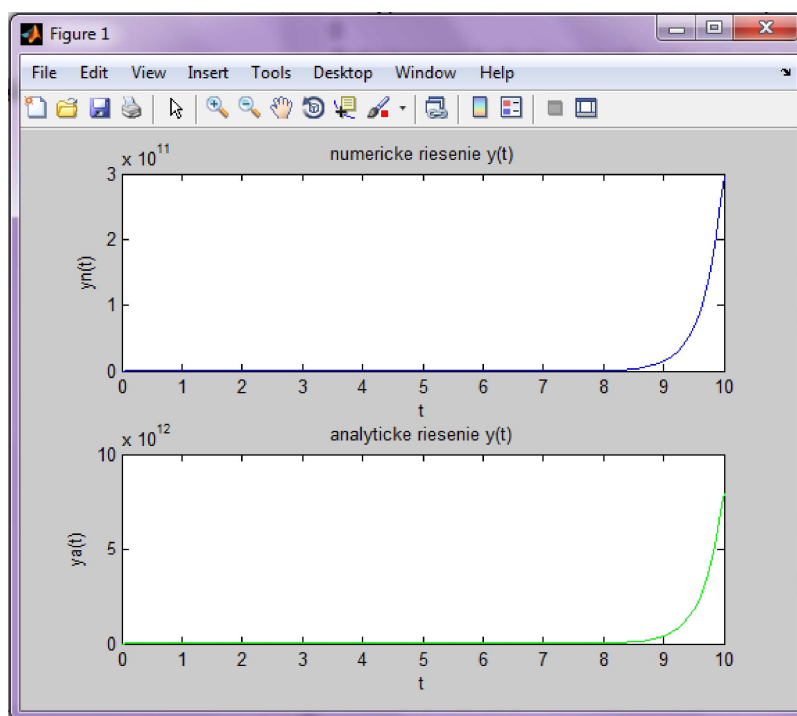 Figure 1
File Edit View Insert Tools Desktop Window Help
numericke riesenie y(t)
x 10^11
3
2
1
0
yn(t)
0 1 2 3 4 5 6 7 8 9 10
t
analyticke riesenie y(t)
x 10^12
10
5
0
ya(t)
0 1 2 3 4 5 6 7 8 9 10
t